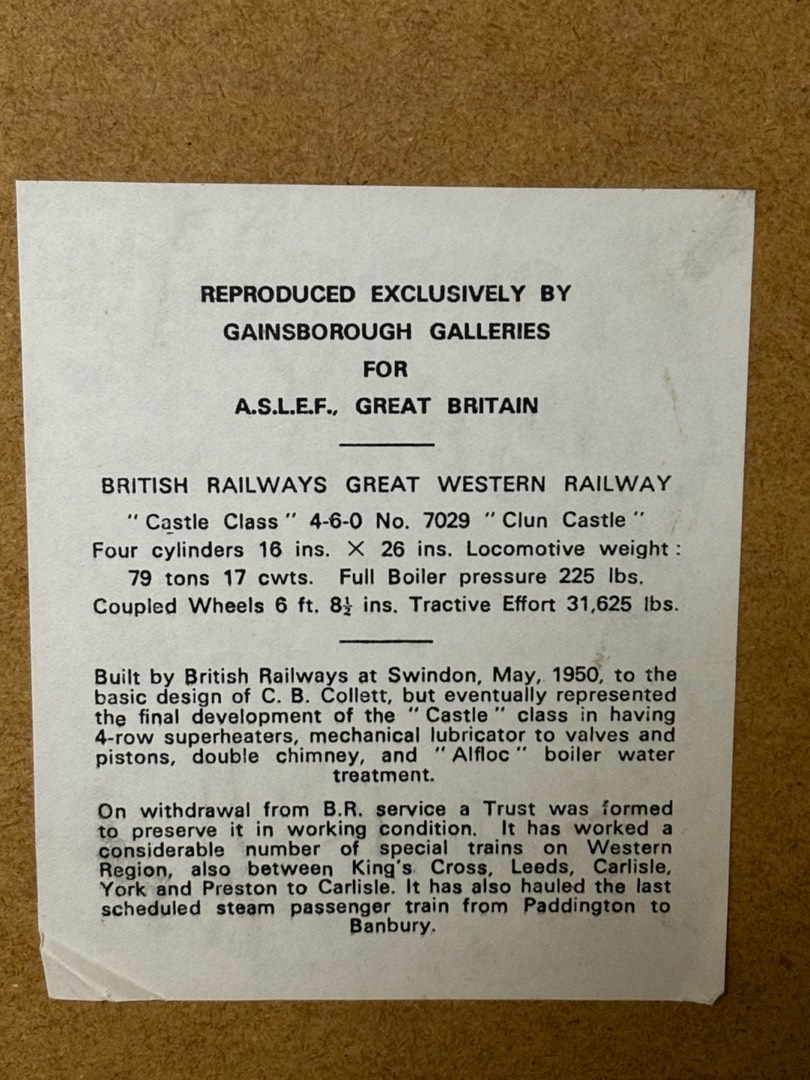 REPRODUCED EXCLUSIVELY BY
GAINSBOROUGH GALLERIES
FOR
A.S.L.E.F., GREAT BRITAIN
BRITISH RAILWAYS GREAT WESTERN RAILWAY
"Castle Class" 4-6-0 No. 7029 "Clun Castle"
Four cylinders 16 ins. × 26 ins. Locomotive weight:
79 tons 17 cwts. Full Boiler pressure 225 lbs.
Coupled Wheels 6 ft. 8½ ins. Tractive Effort 31,625 lbs.
Built by British Railways at Swindon, May, 1950, to the
basic design of C. B. Collett, but eventually represented
the final development of the "Castle" class in having
4-row superheaters, mechanical lubricator to valves and
pistons, double chimney, and "Alfloc" boiler water
treatment.
On withdrawal from B.R. service a Trust was formed
to preserve it in working condition. It has worked a
considerable number of special trains on Western
Region, also between King's Cross, Leeds, Carlisle,
York and Preston to Carlisle. It has also hauled the last
scheduled steam passenger train from Paddington to
Banbury.